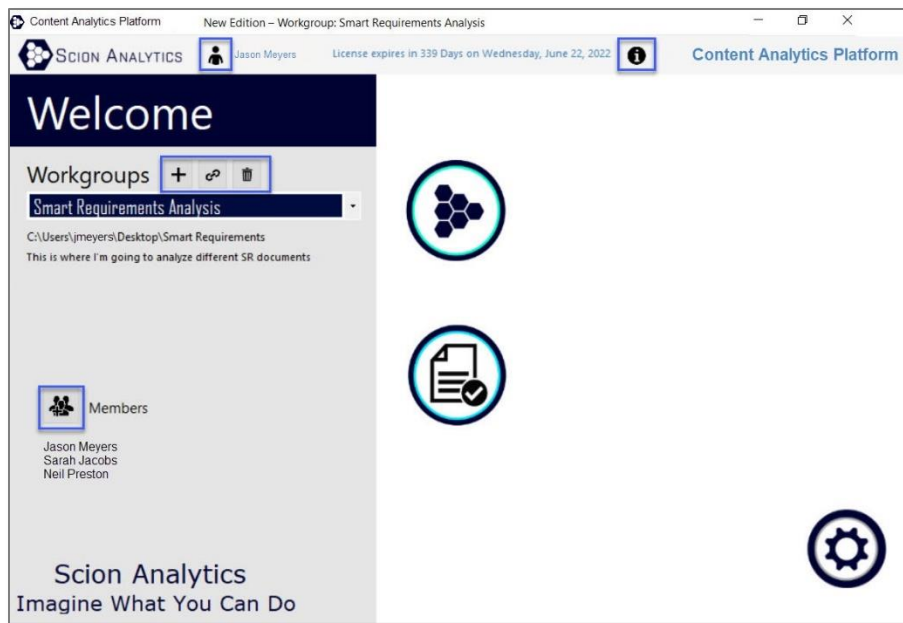 Content Analytics Platform New Edition – Workgroup: Smart Requirements Analysis
SCION ANALYTICS Jason Meyers License expires in 339 Days on Wednesday, June 22, 2022 Content Analytics Platform
Welcome
Workgroups
Smart Requirements Analysis
C:\Users\jmeyers\Desktop\Smart Requirements
This is where I'm going to analyze different SR documents
Members
Jason Meyers
Sarah Jacobs
Neil Preston
Scion Analytics
Imagine What You Can Do